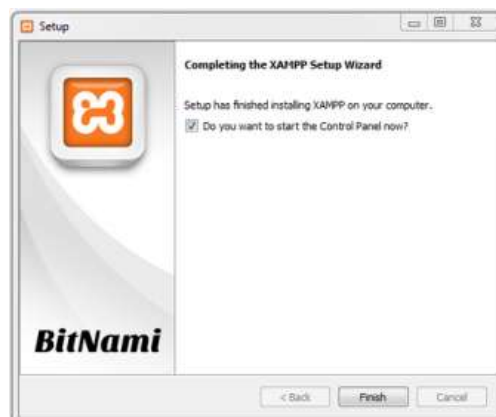 Setup
Completing the XAMPP Setup Wizard
Setup has finished installing XAMPP on your computer.
Do you want to start the Control Panel now?
BitNami
< Back
Finish
Cancel